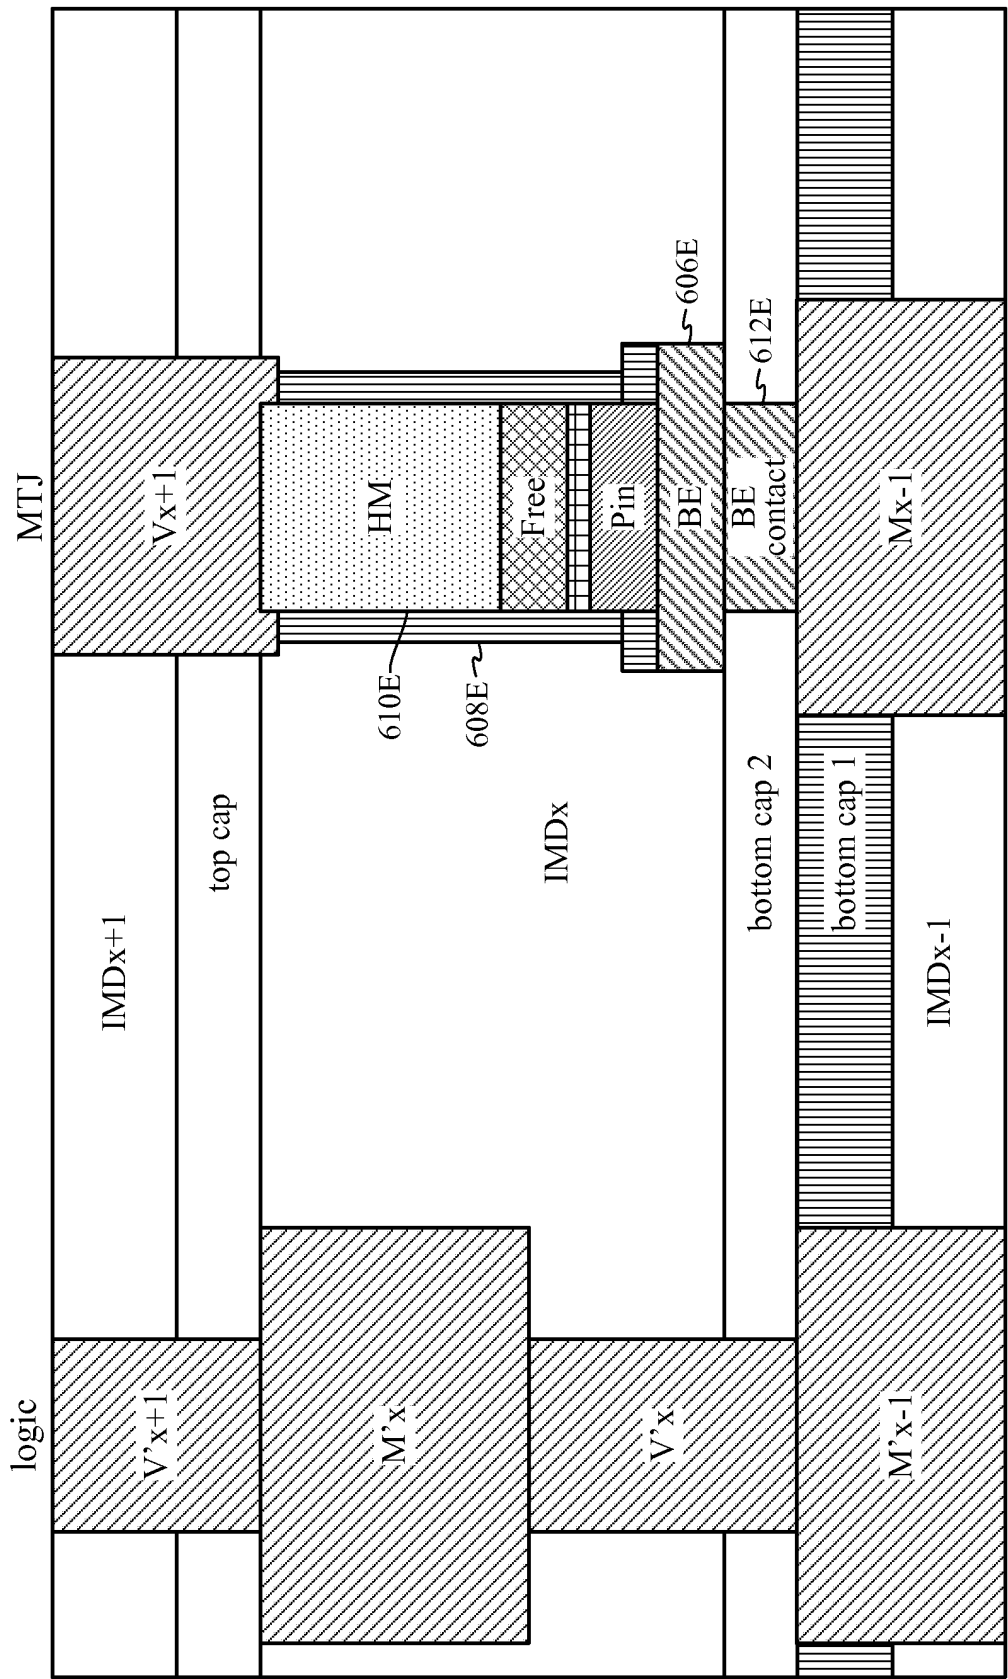 logic
MTJ
V'x+1
IMDx+1
Vx+1
top cap
M'x
HM
610E
608E
IMDx
Free
Pin
V'x
BE
606E
bottom cap 2
BE
contact
612E
M'x-1
bottom cap 1
IMDx-1
Mx-1